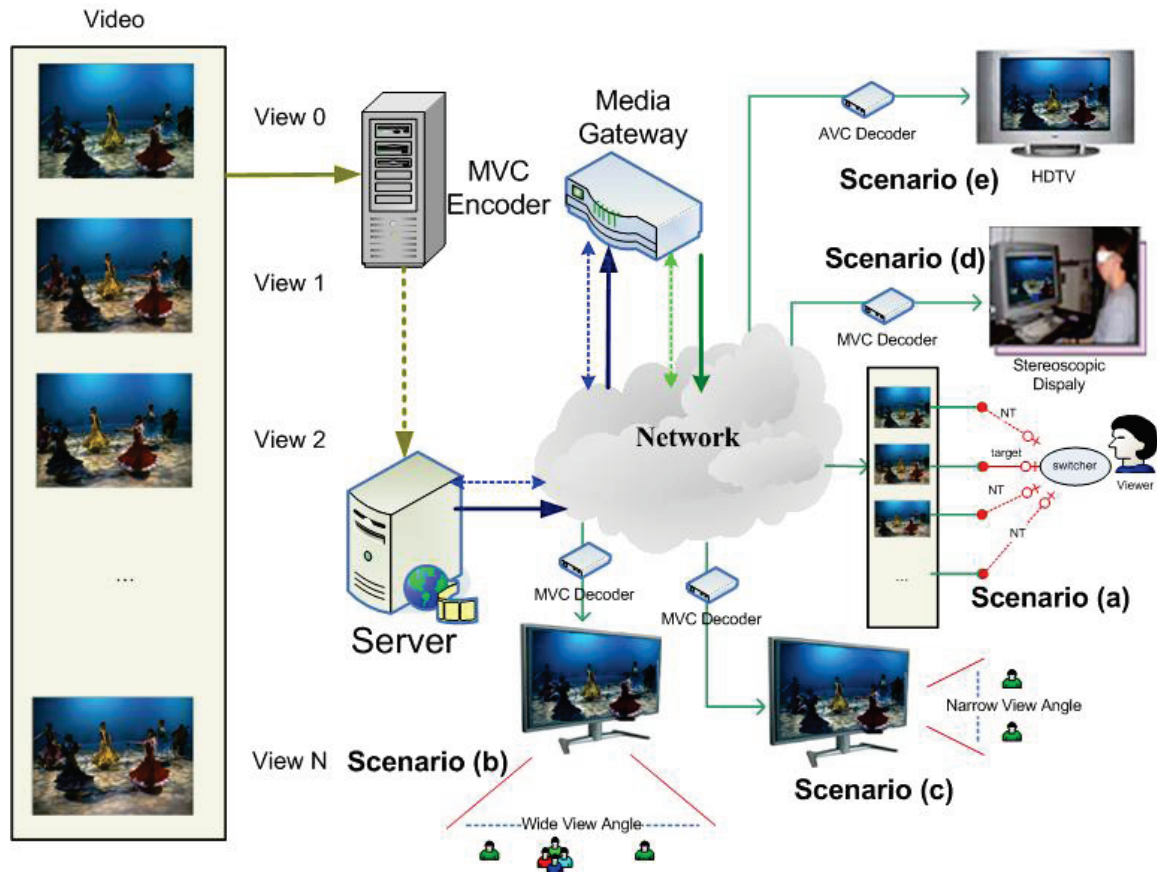 Video
View 0
View 1
View 2
...
View N
MVC
Encoder
Media
Gateway
Server
Network
AVC Decoder
HDTV
Scenario (e)
Scenario (d)
MVC Decoder
Stereoscopic
Dispaly
NT
target
NT
NT
switcher
Viewer
...
Scenario (a)
MVC Decoder
MVC Decoder
Scenario (b)
Wide View Angle
Narrow View Angle
Scenario (c)